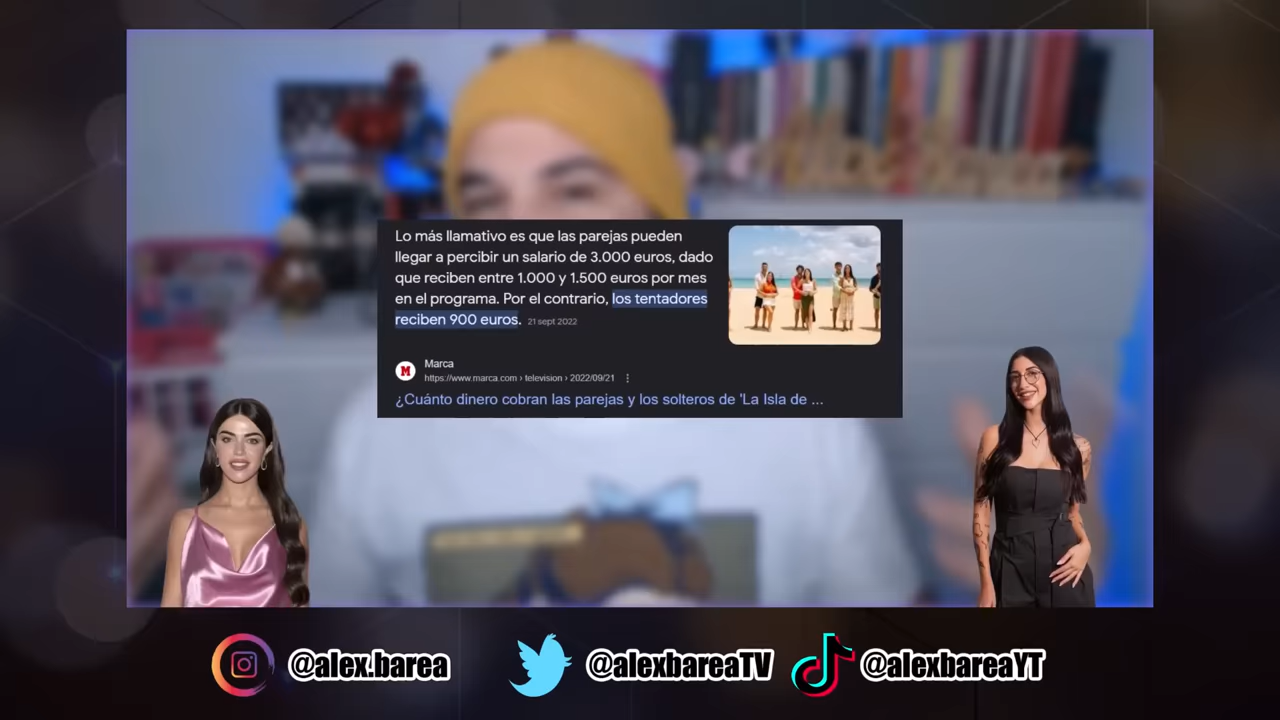 Lo más llamativo es que las parejas pueden
llegar a percibir un salario de 3.000 euros, dado
que reciben entre 1.000 y 1.500 euros por mes
en el programa. Por el contrario, los tentadores
reciben 900 euros. 21 sept 2022
M
Marca
https://www.marca.com › television › 2022/09/21
¿Cuánto dinero cobran las parejas y los solteros de 'La Isla de ...
@alex.barea
@alexbareaTV
@alexbareaYT